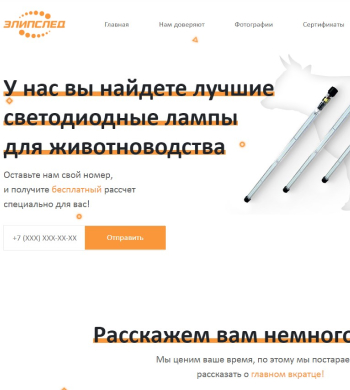 ЭЛИПСЛЕД
Главная
Нам доверяют
Фотографии
Сертификаты
У нас вы найдете лучшие
светодиодные лампы
для животноводства
Оставьте нам свой номер,
и получите бесплатный рассчет
специально для вас!
+7 (XXX) XXX-XX-XX
Отправить
Расскажем вам немного
Мы ценим ваше время, по этому мы постарае
рассказать о главном вкратце!